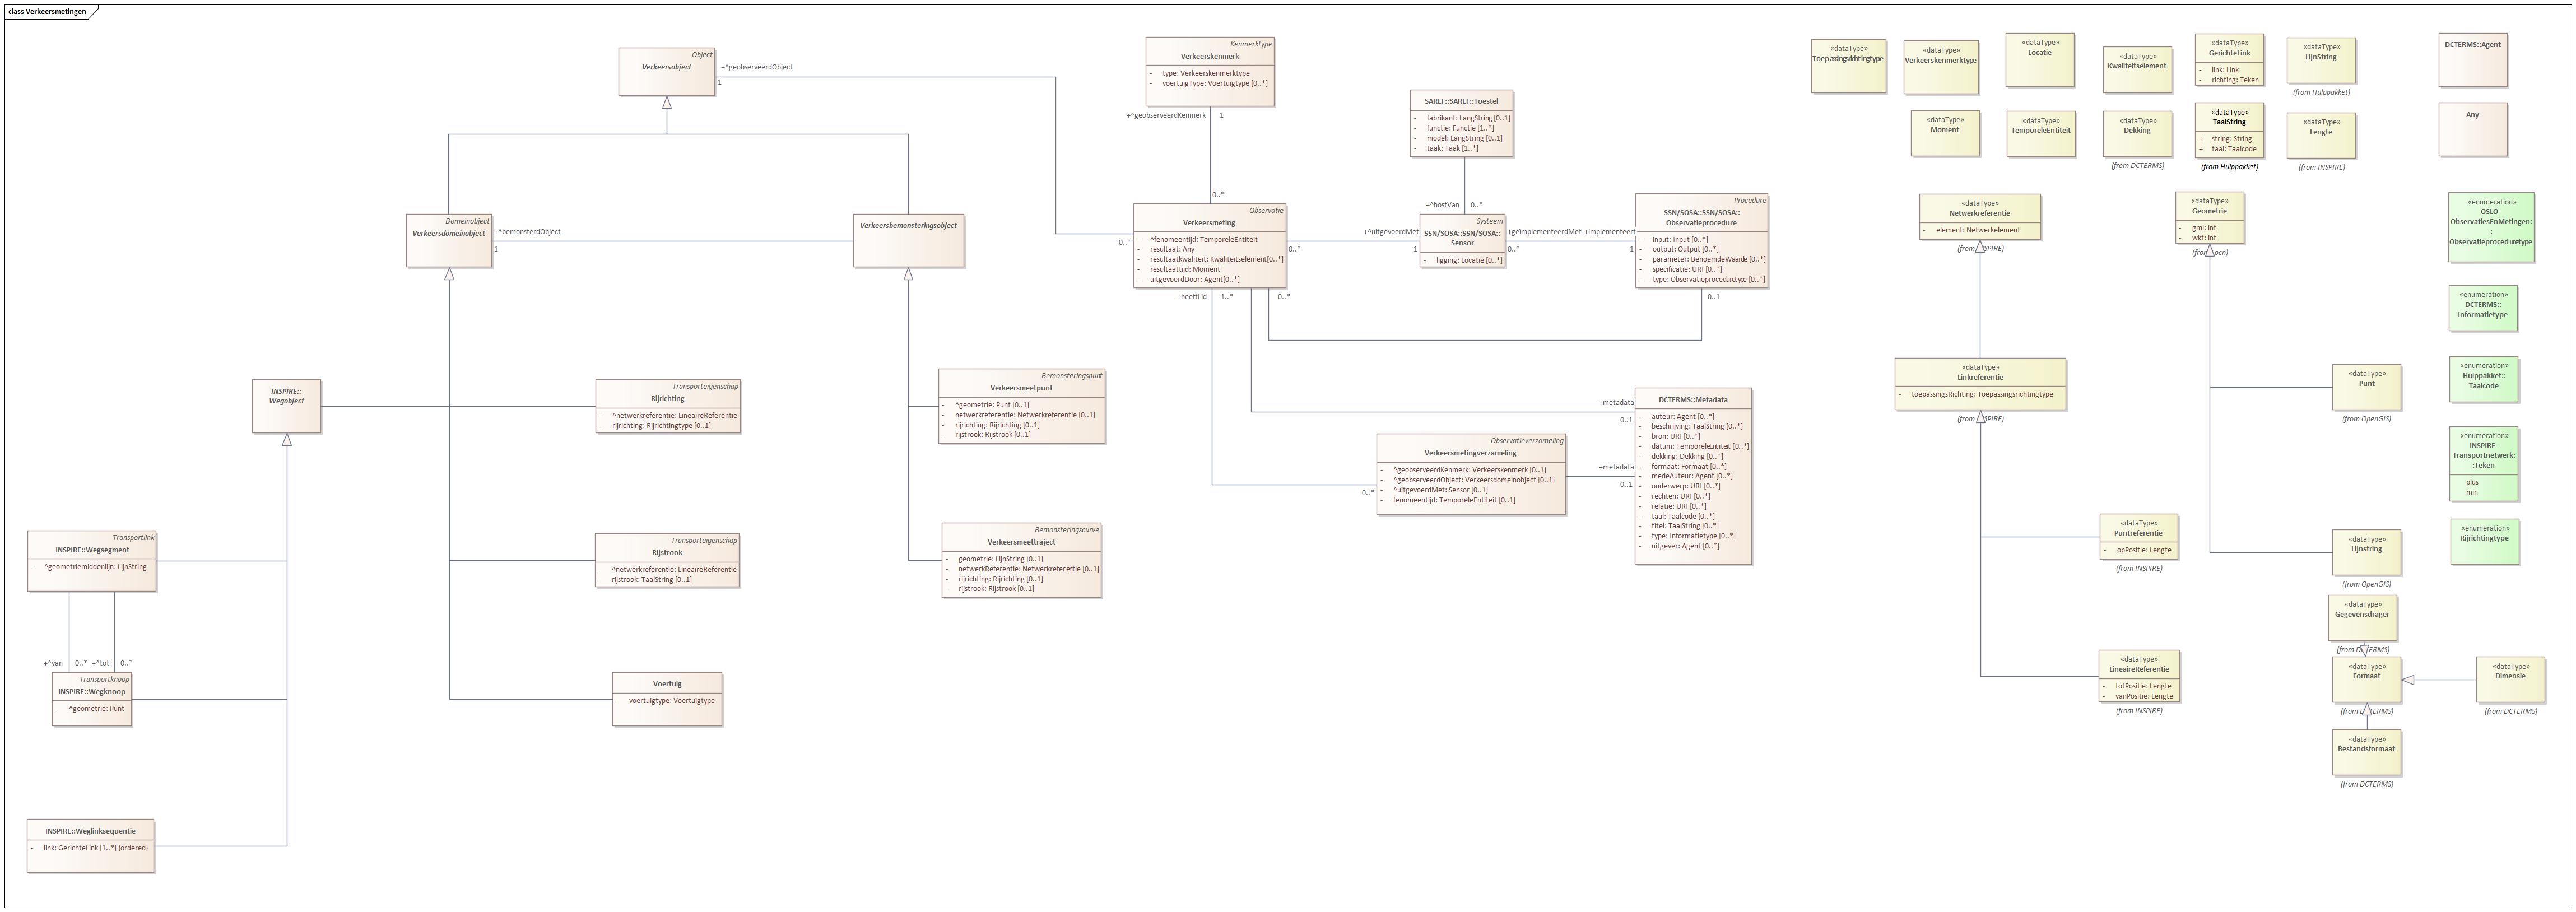 class Verkeersmetingen
Object
Verkeersobject
+^geobserveerdObject
1
Kenmerktype
Verkeerskenmerk
- type: Verkeerskenmerktype
- voertuigType: Voertuigtype [0..*]
+^geobserveerdKenmerk
1
0..*
SAREF::SAREF::Toestel
- fabrikant: LangString [0..1]
- functie: Functie [1..*]
- model: LangString [0..1]
- taak: Taak [1..*]
+^hostVan
0..*
Domeinobject
Verkeersdomeinobject
+^bemonsterdObject
1
Verkeersbemonsteringsobject
Observatie
Verkeersmeting
- ^fenomeentijd: TemporeleEntiteit
- resultaat: Any
- resultaatkwaliteit: Kwaliteitselement[0..*]
- resultaattijd: Moment
- uitgevoerdDoor: Agent[0..*]
0..*
0..*
+^uitgevoerdMet
1
Systeem
SSN/SOSA::SSN/SOSA::
Sensor
- ligging: Locatie [0..*]
+geïmplementeerdMet
0..*
+implementeert
1
Procedure
SSN/SOSA::SSN/SOSA::
Observatieprocedure
- input: Input [0..*]
- output: Output [0..*]
- parameter: BenoemdeWaarde [0..*]
- specificatie: URI [0..*]
- type: Observatieproceduretype [0..*]
+heeftLid
1..*
0..*
0..1
INSPIRE::
Wegobject
Transporteigenschap
Rijrichting
- ^netwerkreferentie: LineaireReferentie
- rijrichting: Rijrichtingtype [0..1]
Bemonsteringspunt
Verkeersmeetpunt
- ^geometrie: Punt [0..1]
- netwerkreferentie: Netwerkreferentie [0..1]
- rijrichting: Rijrichting [0..1]
- rijstrook: Rijstrook [0..1]
+metadata
0..1
DCTERMS::Metadata
- auteur: Agent [0..*]
- beschrijving: TaalString [0..*]
- bron: URI [0..*]
- datum: TemporeleEntiteit [0..*]
- dekking: Dekking [0..*]
- formaat: Formaat [0..*]
- medeAuteur: Agent [0..*]
- onderwerp: URI [0..*]
- rechten: URI [0..*]
- relatie: URI [0..*]
- taal: Taalcode [0..*]
- titel: TaalString [0..*]
- type: Informatietype [0..*]
- uitgever: Agent [0..*]
Observatieverzameling
Verkeersmetingverzameling
- ^geobserveerdKenmerk: Verkeerskenmerk [0..1]
- ^geobserveerdObject: Verkeersdomeinobject [0..1]
- ^uitgevoerdMet: Sensor [0..1]
- fenomeentijd: TemporeleEntiteit [0..1]
0..*
+metadata
0..1
Transportlink
INSPIRE::Wegsegment
- ^geometriemiddenlijn: LijnString
Transporteigenschap
Rijstrook
- ^netwerkreferentie: LineaireReferentie
- rijstrook: TaalString [0..1]
Bemonsteringscurve
Verkeersmeettraject
- geometrie: LijnString [0..1]
- netwerkReferentie: Netwerkreferentie [0..1]
- rijrichting: Rijrichting [0..1]
- rijstrook: Rijstrook [0..1]
+^van
0..*
+^tot
0..*
Transportknoop
INSPIRE::Wegknoop
- ^geometrie: Punt
Voertuig
- voertuigtype: Voertuigtype
INSPIRE::Weglinksequentie
- link: GerichteLink [1..*] {ordered}
«dataType»
Toepassingsrichtingtype
«dataType»
Verkeerskenmerktype
«dataType»
Locatie
«dataType»
Kwaliteitselement
«dataType»
GerichteLink
- link: Link
- richting: Teken
«dataType»
LijnString
(from Hulppakket)
DCTERMS::Agent
«dataType»
Moment
«dataType»
TemporeleEntiteit
«dataType»
Dekking
(from DCTERMS)
«dataType»
TaalString
+ string: String
+ taal: Taalcode
(from Hulppakket)
«dataType»
Lengte
(from INSPIRE)
Any
«dataType»
Netwerkreferentie
- element: Netwerkelement
(from SPIRE)
«dataType»
Geometrie
- gml: int
- wkt: int
(from ocn)
«enumeration»
OSLO-
ObservatiesEnMetingen:
:
Observatieproceduretype
«enumeration»
DCTERMS::
Informatietype
«dataType»
Linkreferentie
- toepassingsRichting: Toepassingsrichtingtype
(from SPIRE)
«dataType»
Punt
(from OpenGIS)
«enumeration»
Hulppakket::
Taalcode
«enumeration»
INSPIRE-
Transportnetwerk:
:Teken
plus
min
«dataType»
Puntreferentie
- opPositie: Lengte
(from INSPIRE)
«dataType»
Lijnstring
(from OpenGIS)
«enumeration»
Rijrichtingtype
«dataType»
Gegevensdrager
(from DCTERMS)
«dataType»
LineaireReferentie
- totPositie: Lengte
- vanPositie: Lengte
(from INSPIRE)
«dataType»
Formaat
(from DCTERMS)
«dataType»
Dimensie
(from DCTERMS)
«dataType»
Bestandsformaat
(from DCTERMS)